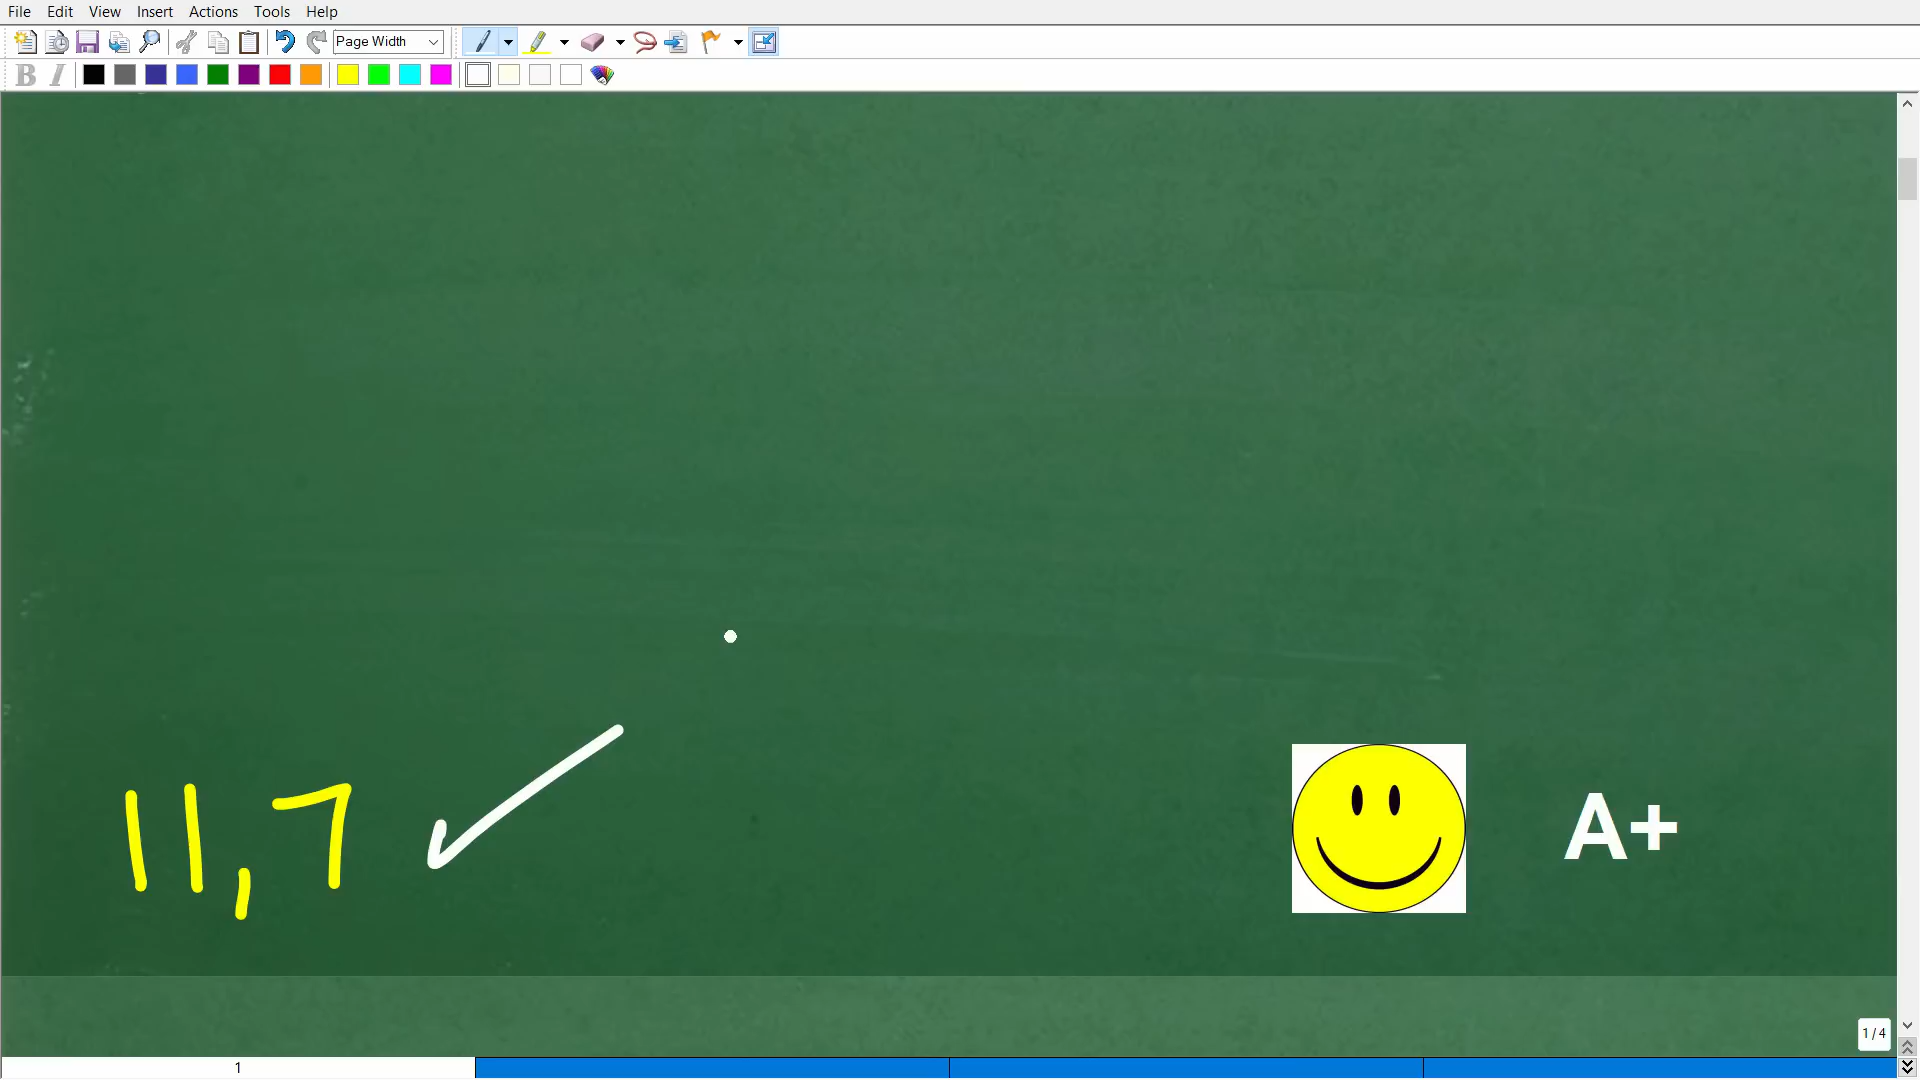 File Edit View Insert Actions Tools Help
Page Width
B I
11,7
A+
1 / 4
1